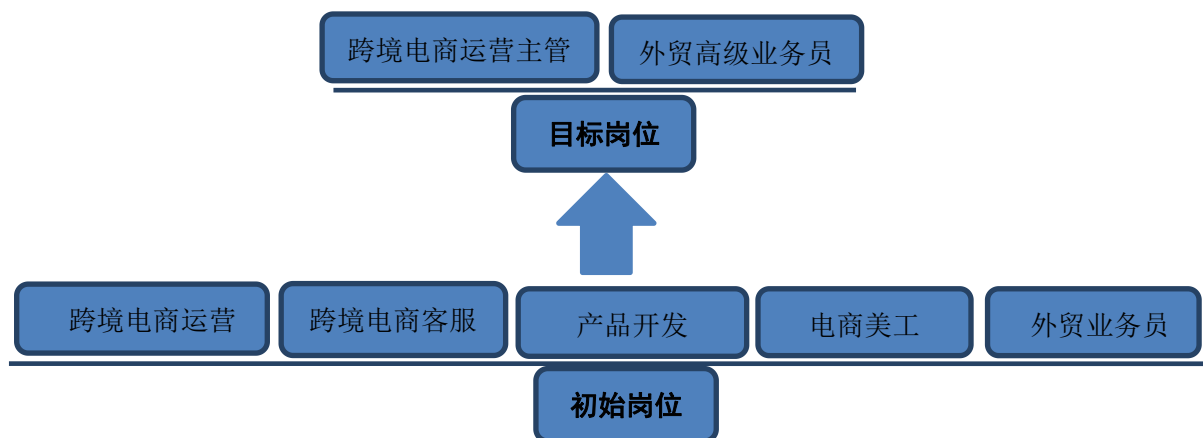 跨境电商运营主管
外贸高级业务员
目标岗位
跨境电商运营
跨境电商客服
产品开发
电商美工
外贸业务员
初始岗位